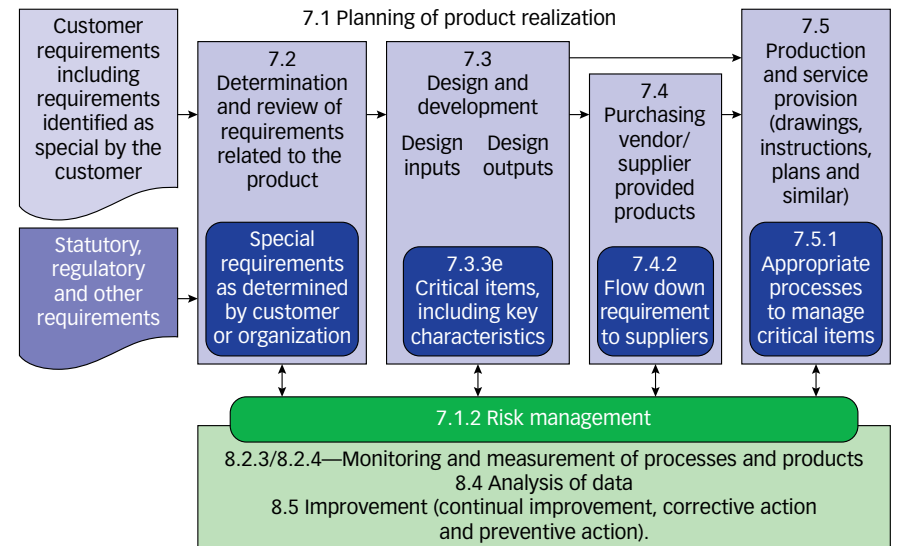 7.1 Planning of product realization
Customer
requirements
including
requirements
identified as
special by the
customer
Statutory,
regulatory
and other
requirements
7.2
Determination
and review of
requirements
related to the
product
Special
requirements
as determined
by customer
or organization
7.3
Design and
development
Design
inputs
Design
outputs
7.3.3e
Critical items,
including key
characteristics
7.4
Purchasing
vendor/
supplier
provided
products
7.4.2
Flow down
requirement
to suppliers
7.5
Production
and service
provision
(drawings,
instructions,
plans and
similar)
7.5.1
Appropriate
processes
to manage
critical items
7.1.2 Risk management
8.2.3/8.2.4—Monitoring and measurement of processes and products
8.4 Analysis of data
8.5 Improvement (continual improvement, corrective action
and preventive action).